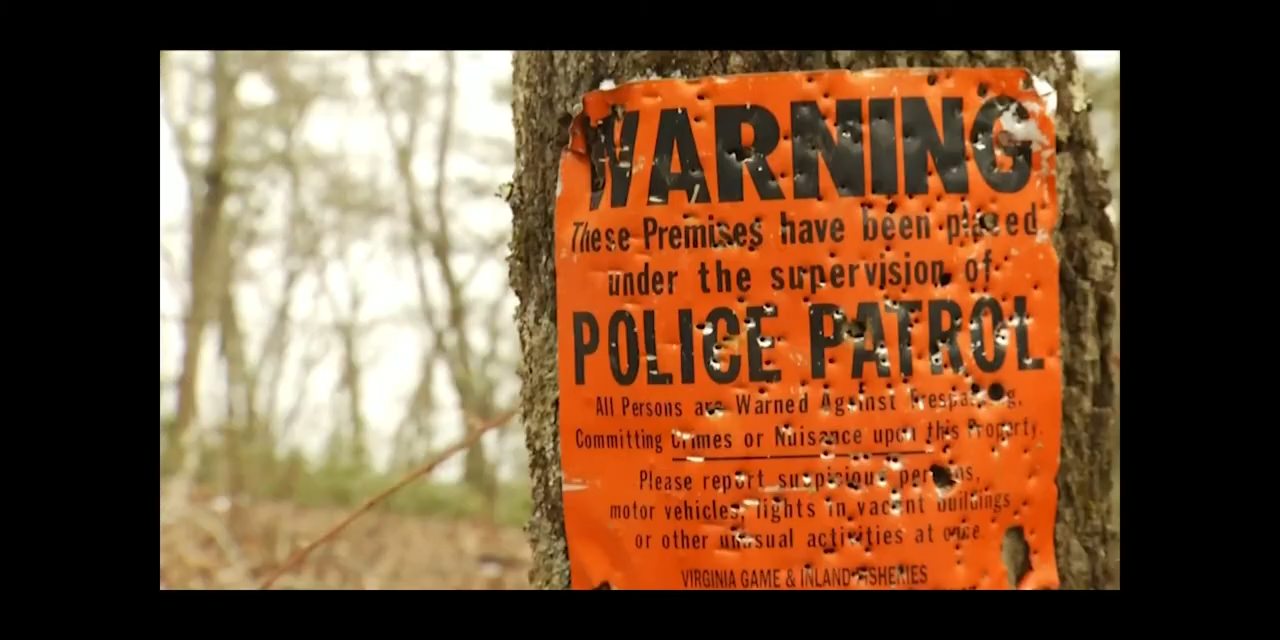 WARNING
These Premises have been placed
under the supervision of
POLICE PATROL
All Persons are Warned Against Trespassing,
Committing Crimes or Nuisance upon this Property.
Please report suspicious persons,
motor vehicles, lights in vacant buildings
or other unusual activities at once
VIRGINIA GAME & INLAND FISHERIES